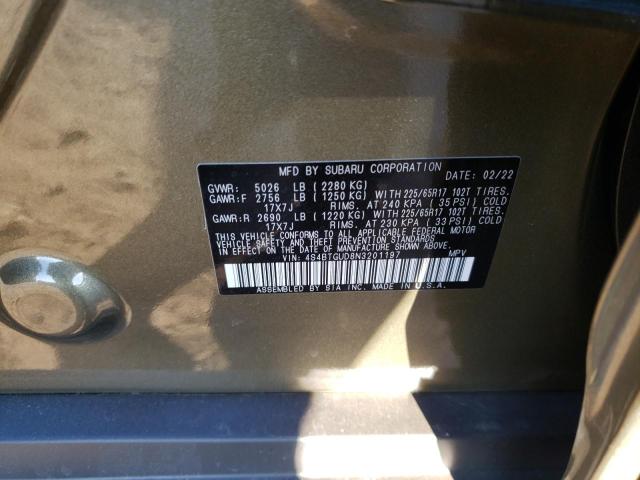 MFD BY SUBARU CORPORATION DATE: 02/22
GVWR: 5026 LB (2280 KG)
GAWR:F 2756 LB (1250 KG) WITH 225/65R17 102T TIRES.
17X7J RIMS. AT 240 KPA (35 PSI) COLD
GAWR:R 2690 LB (1220 KG) WITH 225/65R17 102T TIRES.
17X7J RIMS. AT 230 KPA (33 PSI) COLD
THIS VEHICLE CONFORMS TO ALL APPLICABLE FEDERAL MOTOR
VEHICLE SAFETY AND THEFT PREVENTION STANDARDS
IN EFFECT ON THE DATE OF MANUFACTURE SHOWN ABOVE.
VIN: 4S4BTGUD8N3201197 MPV
ASSEMBLED BY SIA INC. MADE IN U.S.A.